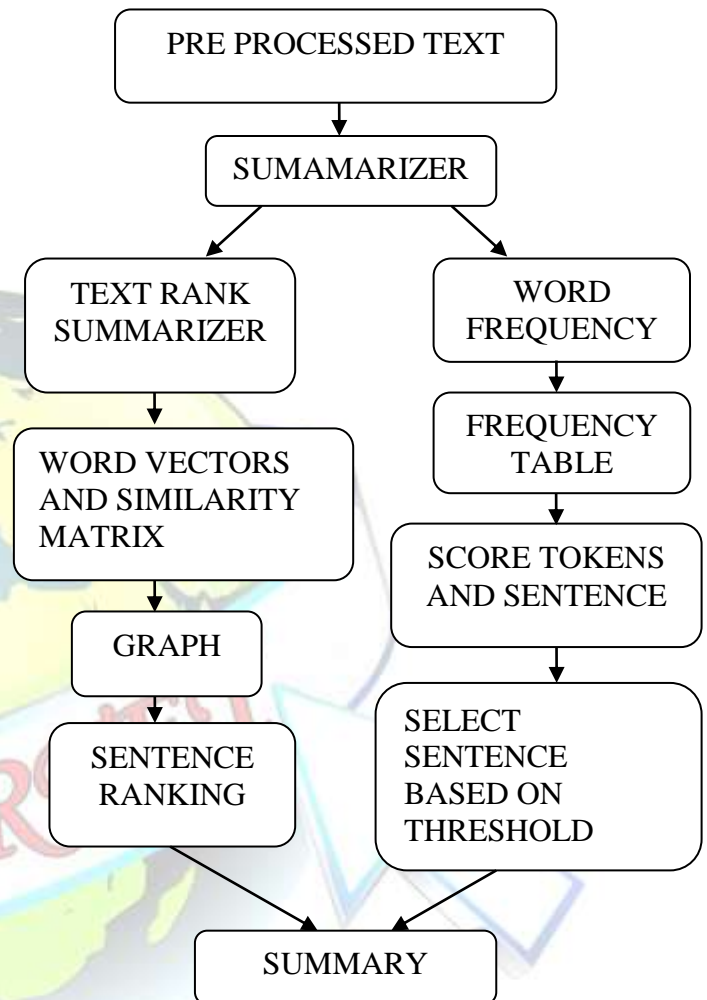 PRE PROCESSED TEXT
SUMAMARIZER
TEXT RANK
SUMMARIZER
WORD VECTORS
AND SIMILARITY
MATRIX
GRAPH
SENTENCE
RANKING
WORD
FREQUENCY
FREQUENCY
TABLE
SCORE TOKENS
AND SENTENCE
SELECT
SENTENCE
BASED ON
THRESHOLD
SUMMARY